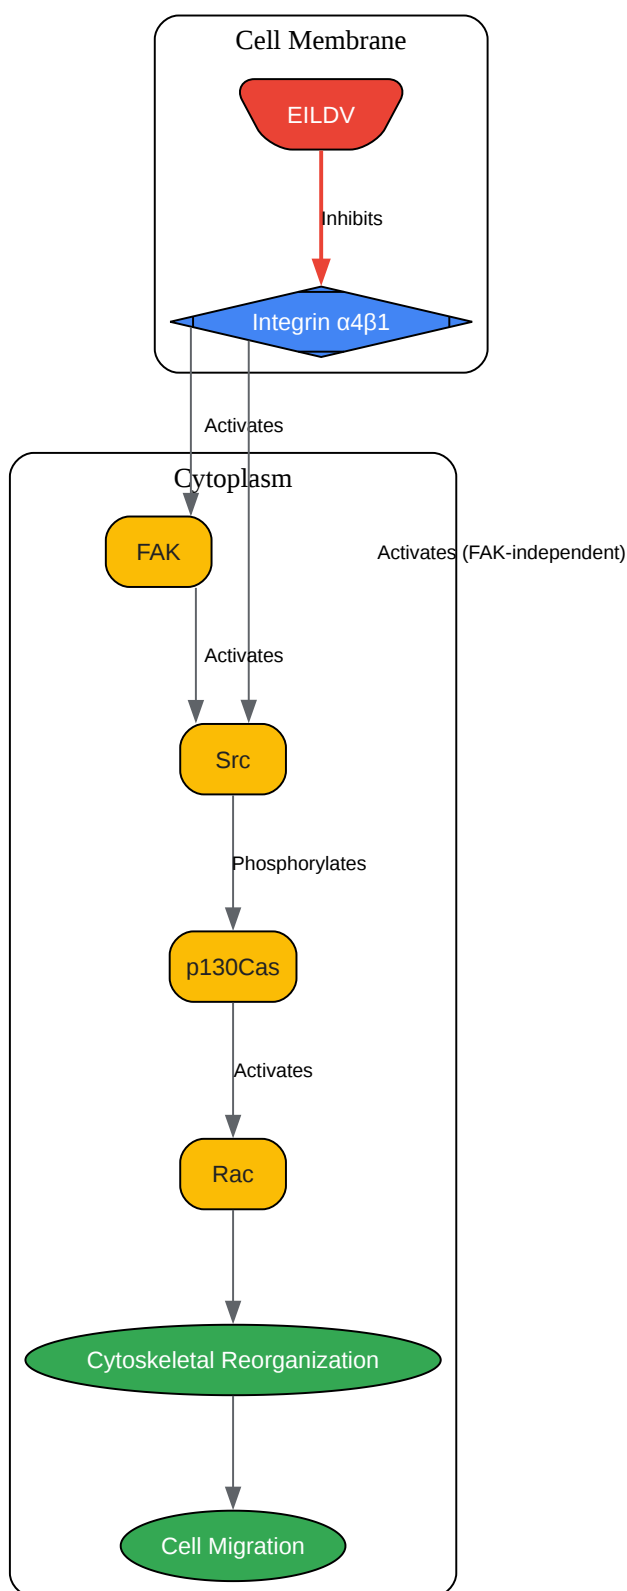 Cell Membrane
EILDV
Inhibits
Integrin α4β1
Activates
Cytoplasm
FAK
Activates (FAK-independent)
Activates
Src
Phosphorylates
p130Cas
Activates
Rac
Cytoskeletal Reorganization
Cell Migration